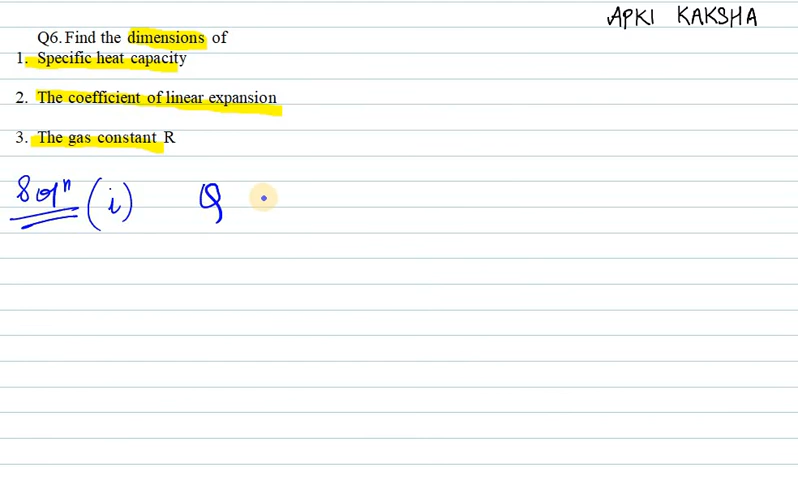 APKI KAKSHA
Q6. Find the dimensions of
1. Specific heat capacity
2. The coefficient of linear expansion
3. The gas constant R
Solⁿ (i) Q